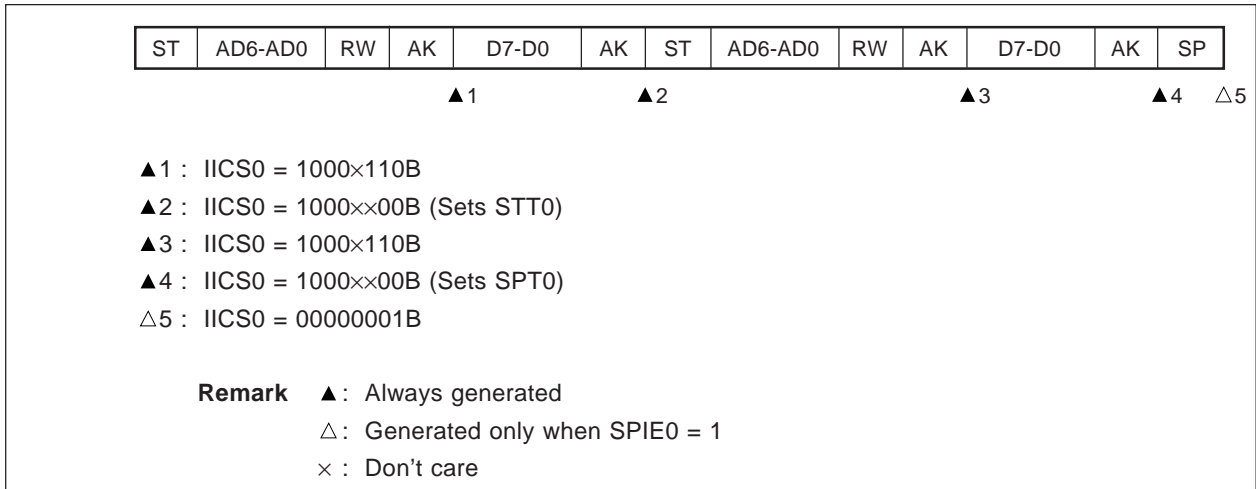 ST AD6-AD0 RW AK D7-D0 AK ST AD6-AD0 RW AK D7-D0 AK SP
▲1 ▲2 ▲3 ▲4 △5
▲1 : IICS0 = 1000×110B
▲2 : IICS0 = 1000××00B (Sets STT0)
▲3 : IICS0 = 1000×110B
▲4 : IICS0 = 1000××00B (Sets SPT0)
△5 : IICS0 = 00000001B
Remark ▲: Always generated
△: Generated only when SPIE0 = 1
× : Don't care